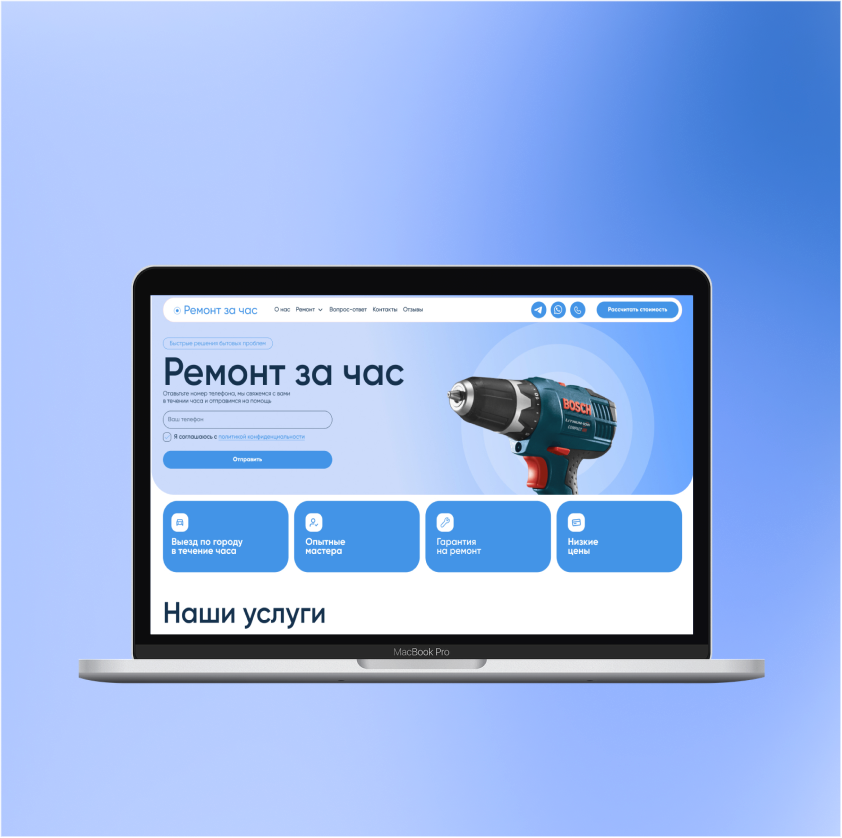 Ремонт за час
О нас Ремонт Вопрос-ответ Контакты Отзывы
Рассчитать стоимость
Быстрые решения бытовых проблем
Ремонт за час
Отавьте номер телефона, мы свяжемся с вами
в течении часа и отправимся на помощь
Ваш телефон
Я соглашаюсь с политикой конфиденциальности
Отправить
BOSCH
Выезд по городу
в течение часа
Опытные
мастера
Гарантия
на ремонт
Низкие
цены
Наши услуги
MacBook Pro